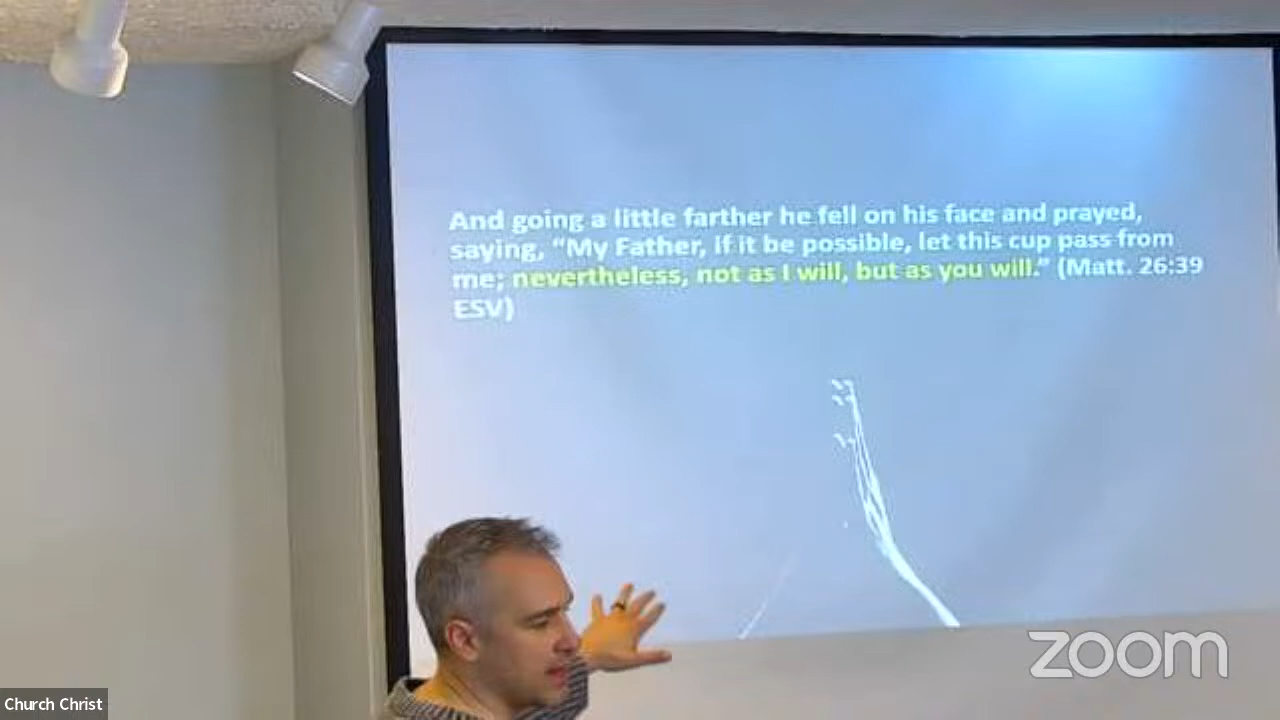 And going a little farther he fell on his face and prayed,
saying, “My Father, if it be possible, let this cup pass from
me; nevertheless, not as I will, but as you will.” (Matt. 26:39
ESV)
zoom
Church Christ